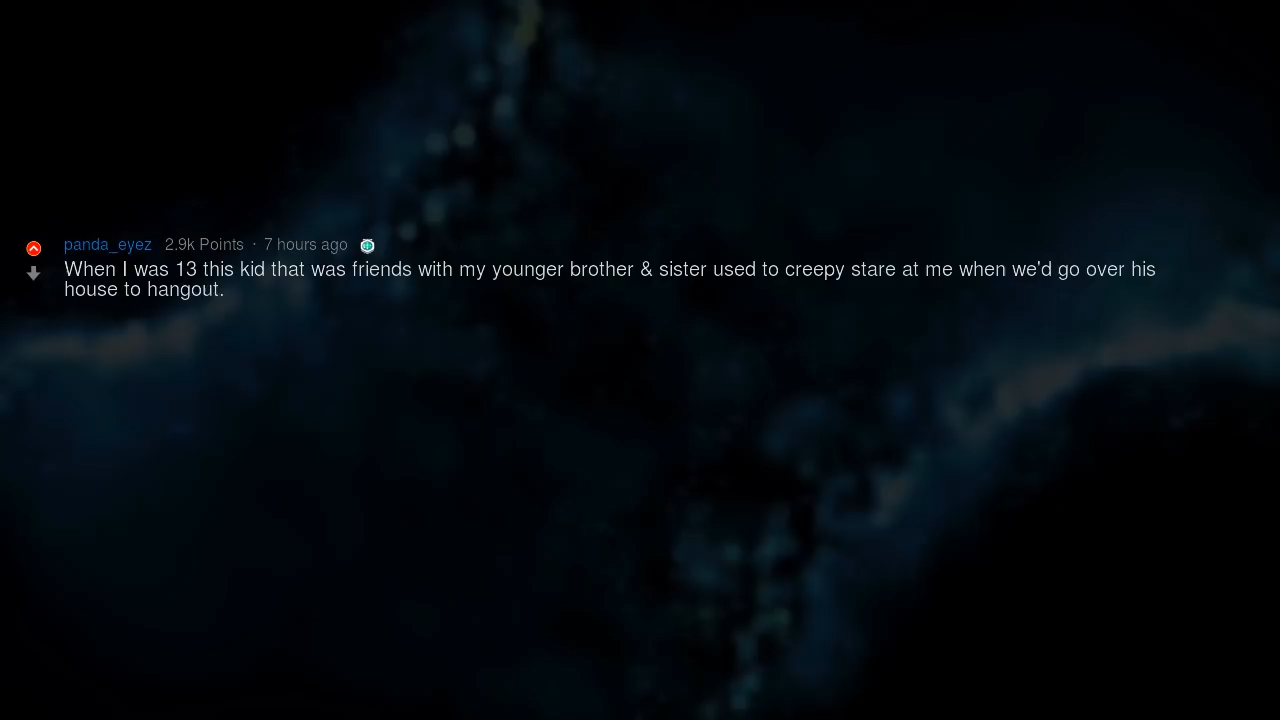 panda_eyez 2.9k Points · 7 hours ago
When I was 13 this kid that was friends with my younger brother & sister used to creepy stare at me when we'd go over his
house to hangout.